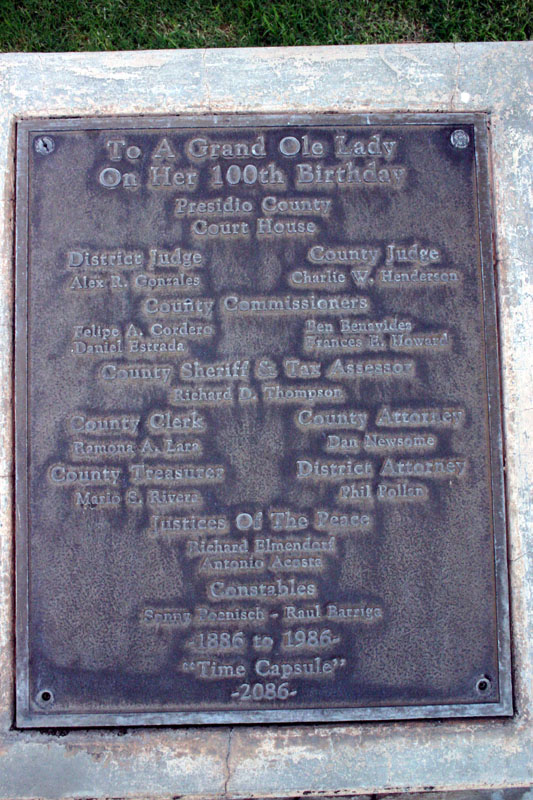 To A Grand Ole Lady
On Her 100th Birthday
Presidio County
Court House
District Judge
Alex R. Gonzales
County Judge
Charlie W. Henderson
County Commissioners
Felipe A. Cordero
Daniel Estrada
Ben Benavidez
Frances E. Howard
County Sheriff & Tax Assessor
Richard D. Thompson
County Clerk
Ramona A. Lara
County Attorney
Dan Newsome
County Treasurer
Mario S. Rivera
District Attorney
Phil Pollan
Justices Of The Peace
Richard Elmendorf
Antonio Acosta
Constables
Sonny Poenisch - Raul Barriga
-1886 to 1986-
"Time Capsule"
-2086-